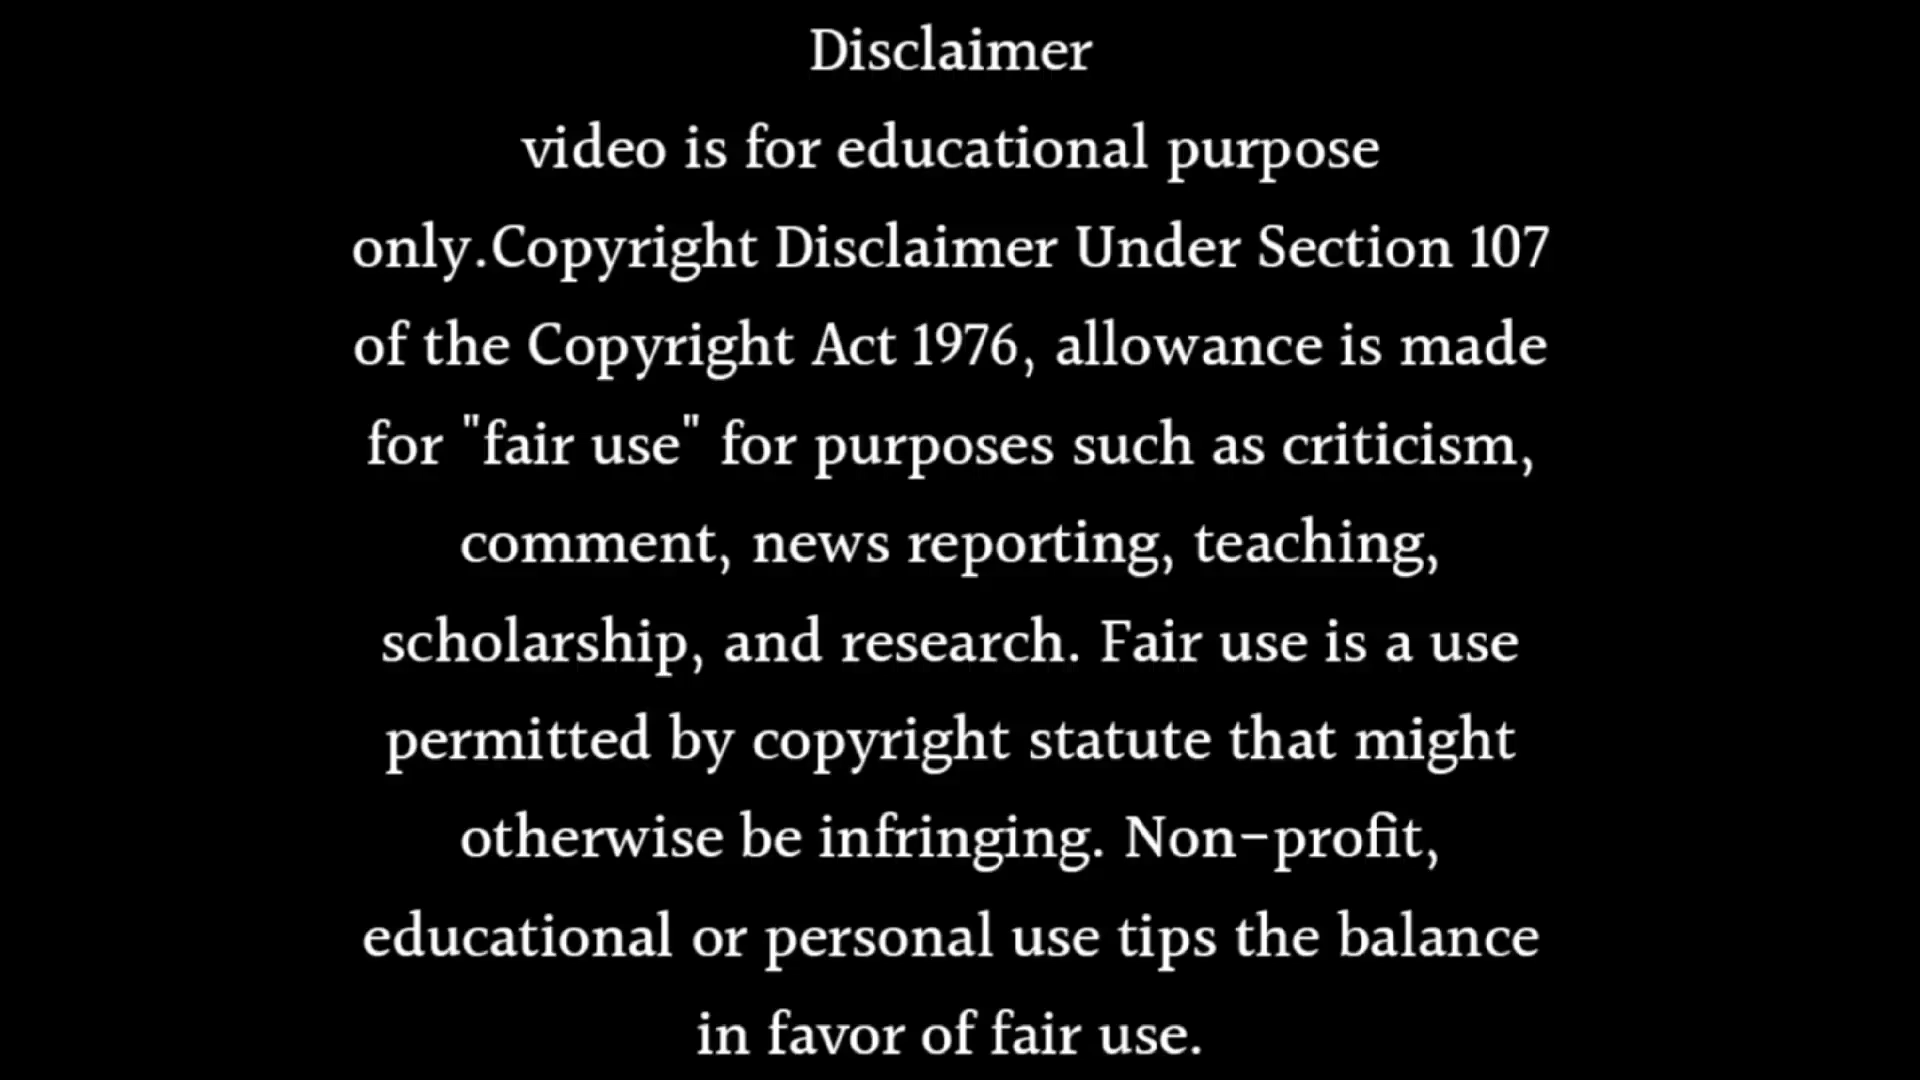 Disclaimer
video is for educational purpose
only.Copyright Disclaimer Under Section 107
of the Copyright Act 1976, allowance is made
for "fair use" for purposes such as criticism,
comment, news reporting, teaching,
scholarship, and research. Fair use is a use
permitted by copyright statute that might
otherwise be infringing. Non-profit,
educational or personal use tips the balance
in favor of fair use.